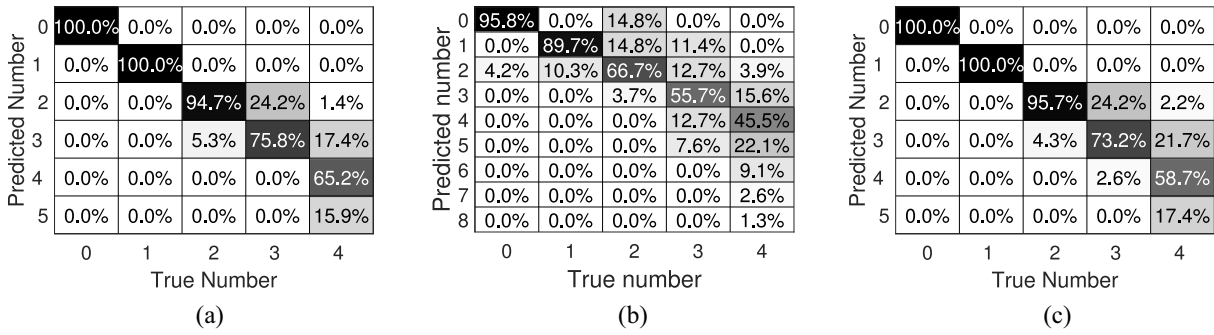 Predicted Number
0 100.0% 0.0% 0.0% 0.0% 0.0%
1 0.0% 100.0% 0.0% 0.0% 0.0%
2 0.0% 0.0% 94.7% 24.2% 1.4%
3 0.0% 0.0% 5.3% 75.8% 17.4%
4 0.0% 0.0% 0.0% 0.0% 65.2%
5 0.0% 0.0% 0.0% 0.0% 15.9%
0 1 2 3 4
True Number
(a)
Predicted number
0 95.8% 0.0% 14.8% 0.0% 0.0%
1 0.0% 89.7% 14.8% 11.4% 0.0%
2 4.2% 10.3% 66.7% 12.7% 3.9%
3 0.0% 0.0% 3.7% 55.7% 15.6%
4 0.0% 0.0% 0.0% 12.7% 45.5%
5 0.0% 0.0% 0.0% 7.6% 22.1%
6 0.0% 0.0% 0.0% 0.0% 9.1%
7 0.0% 0.0% 0.0% 0.0% 2.6%
8 0.0% 0.0% 0.0% 0.0% 1.3%
0 1 2 3 4
True number
(b)
Predicted Number
0 100.0% 0.0% 0.0% 0.0% 0.0%
1 0.0% 100.0% 0.0% 0.0% 0.0%
2 0.0% 0.0% 95.7% 24.2% 2.2%
3 0.0% 0.0% 4.3% 73.2% 21.7%
4 0.0% 0.0% 0.0% 2.6% 58.7%
5 0.0% 0.0% 0.0% 0.0% 17.4%
0 1 2 3 4
True Number
(c)